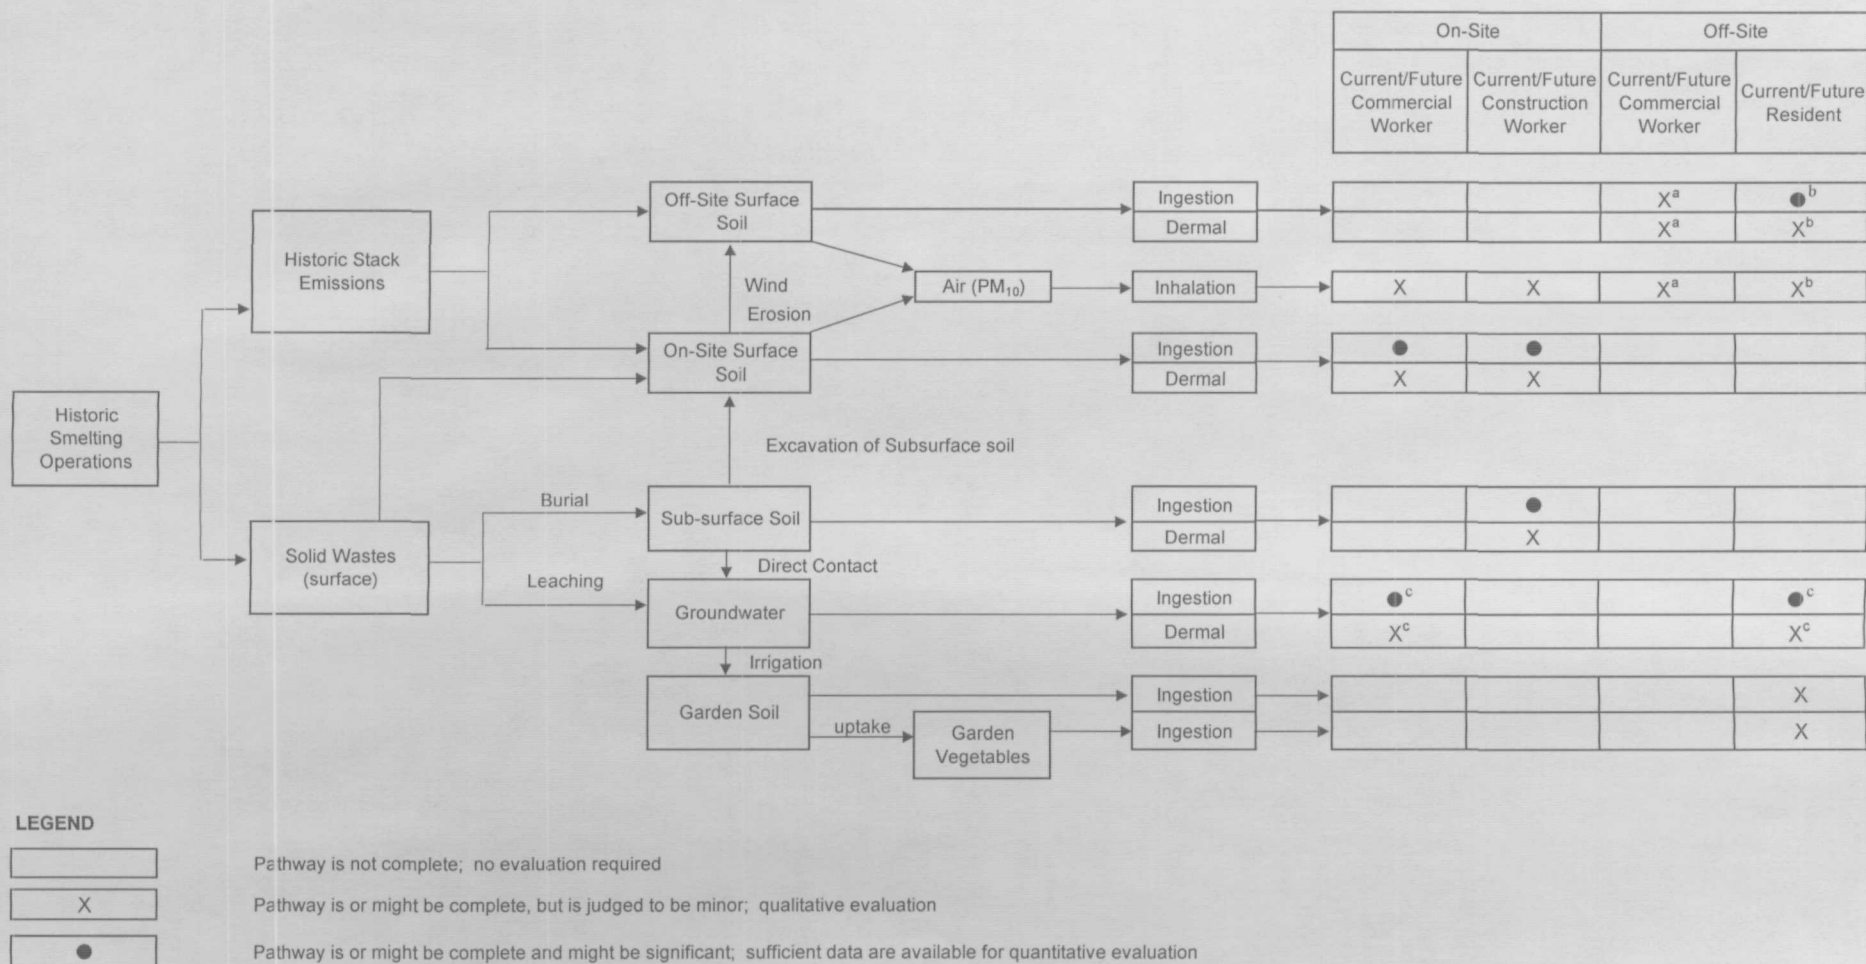 On-Site
Off-Site
Current/Future
Commercial
Worker
Current/Future
Construction
Worker
Current/Future
Commercial
Worker
Current/Future
Resident
Historic
Smelting
Operations
Historic Stack
Emissions
Solid Wastes
(surface)
Off-Site Surface
Soil
Wind
Erosion
Air (PM₁₀)
On-Site Surface
Soil
Excavation of Subsurface soil
Burial
Sub-surface Soil
Direct Contact
Leaching
Groundwater
Irrigation
Garden Soil
uptake
Garden
Vegetables
Ingestion Xᵃ ●ᵇ
Dermal Xᵃ Xᵇ
Inhalation X X Xᵃ Xᵇ
Ingestion ● ●
Dermal X X
Ingestion ●
Dermal X
Ingestion ●ᶜ ●ᶜ
Dermal Xᶜ Xᶜ
Ingestion X
Ingestion X
LEGEND
Pathway is not complete; no evaluation required
X Pathway is or might be complete, but is judged to be minor; qualitative evaluation
● Pathway is or might be complete and might be significant; sufficient data are available for quantitative evaluation